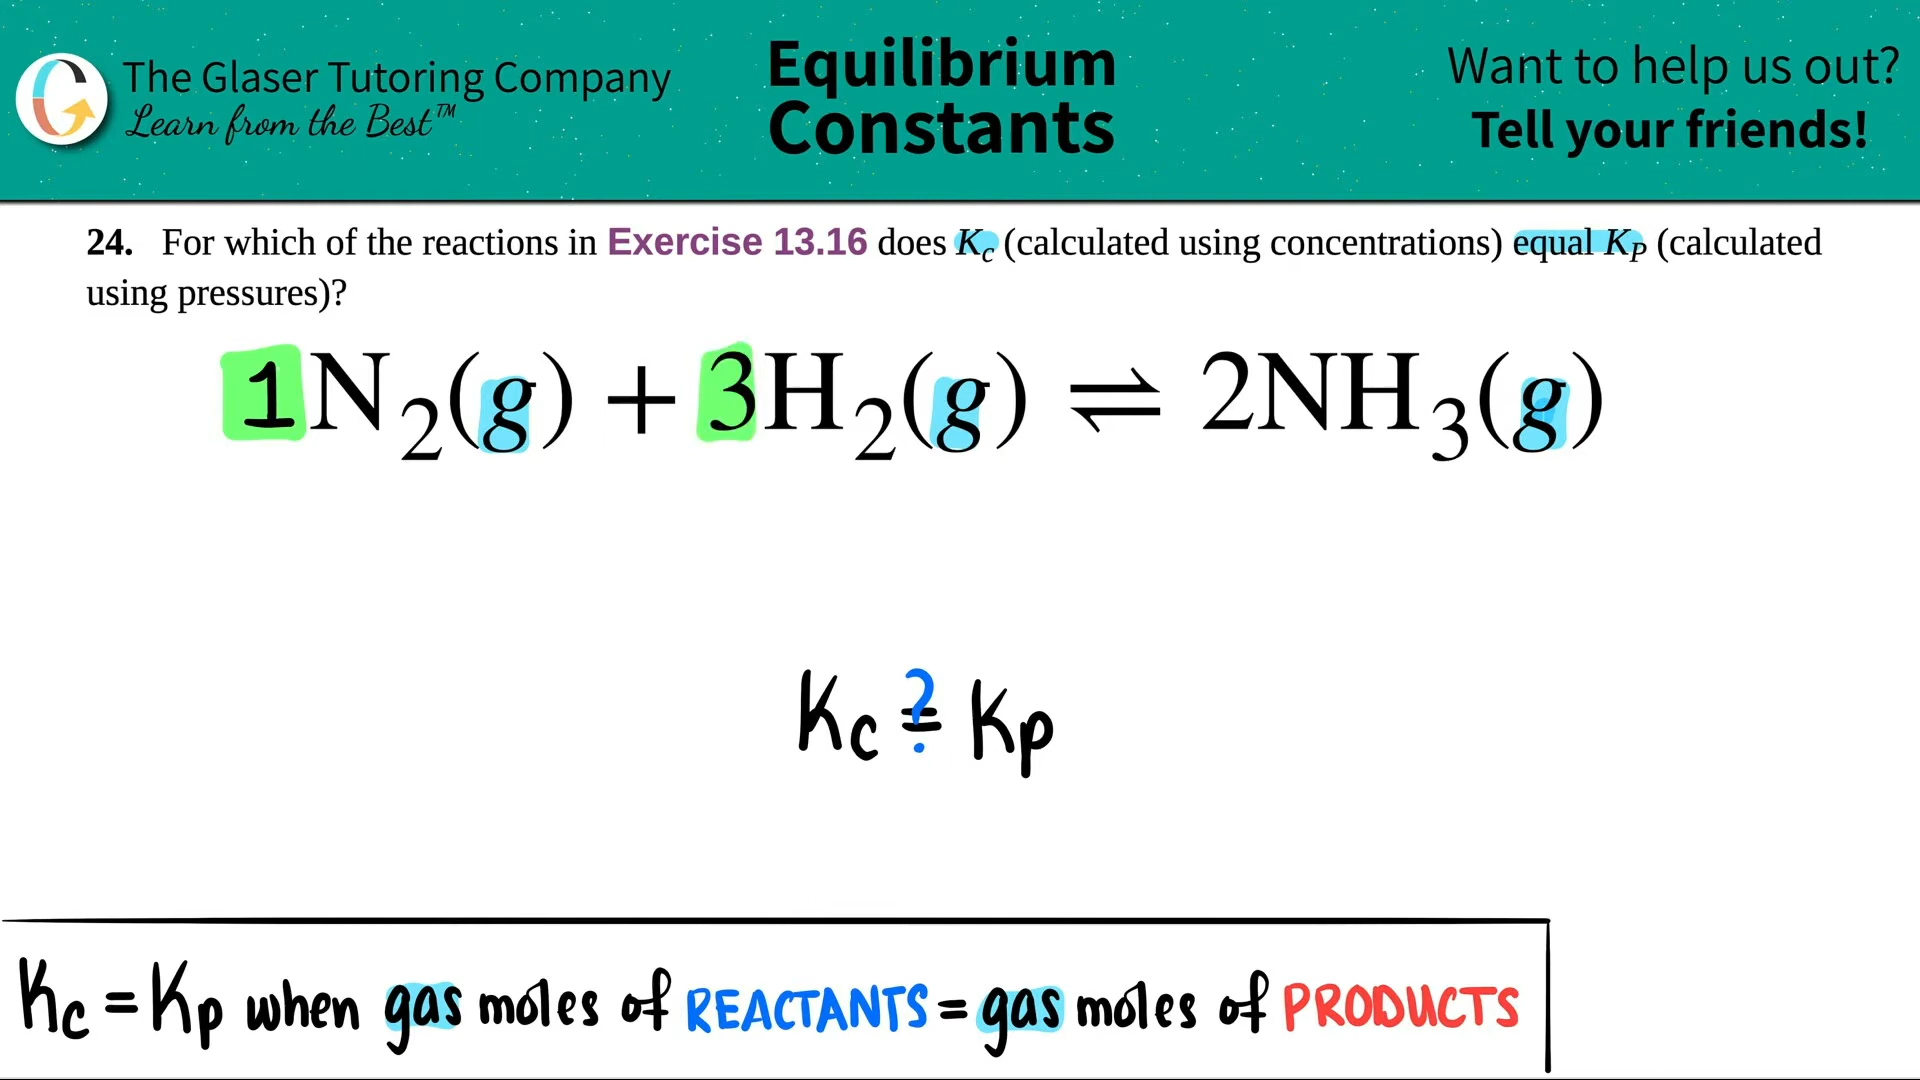 The Glaser Tutoring Company
Learn from the Best™
Equilibrium
Constants
Want to help us out?
Tell your friends!
24. For which of the reactions in Exercise 13.16 does Kc (calculated using concentrations) equal KP (calculated
using pressures)?
1N2(g) + 3H2(g) ⇌ 2NH3(g)
Kc ?= Kp
Kc = Kp when gas moles of REACTANTS = gas moles of PRODUCTS